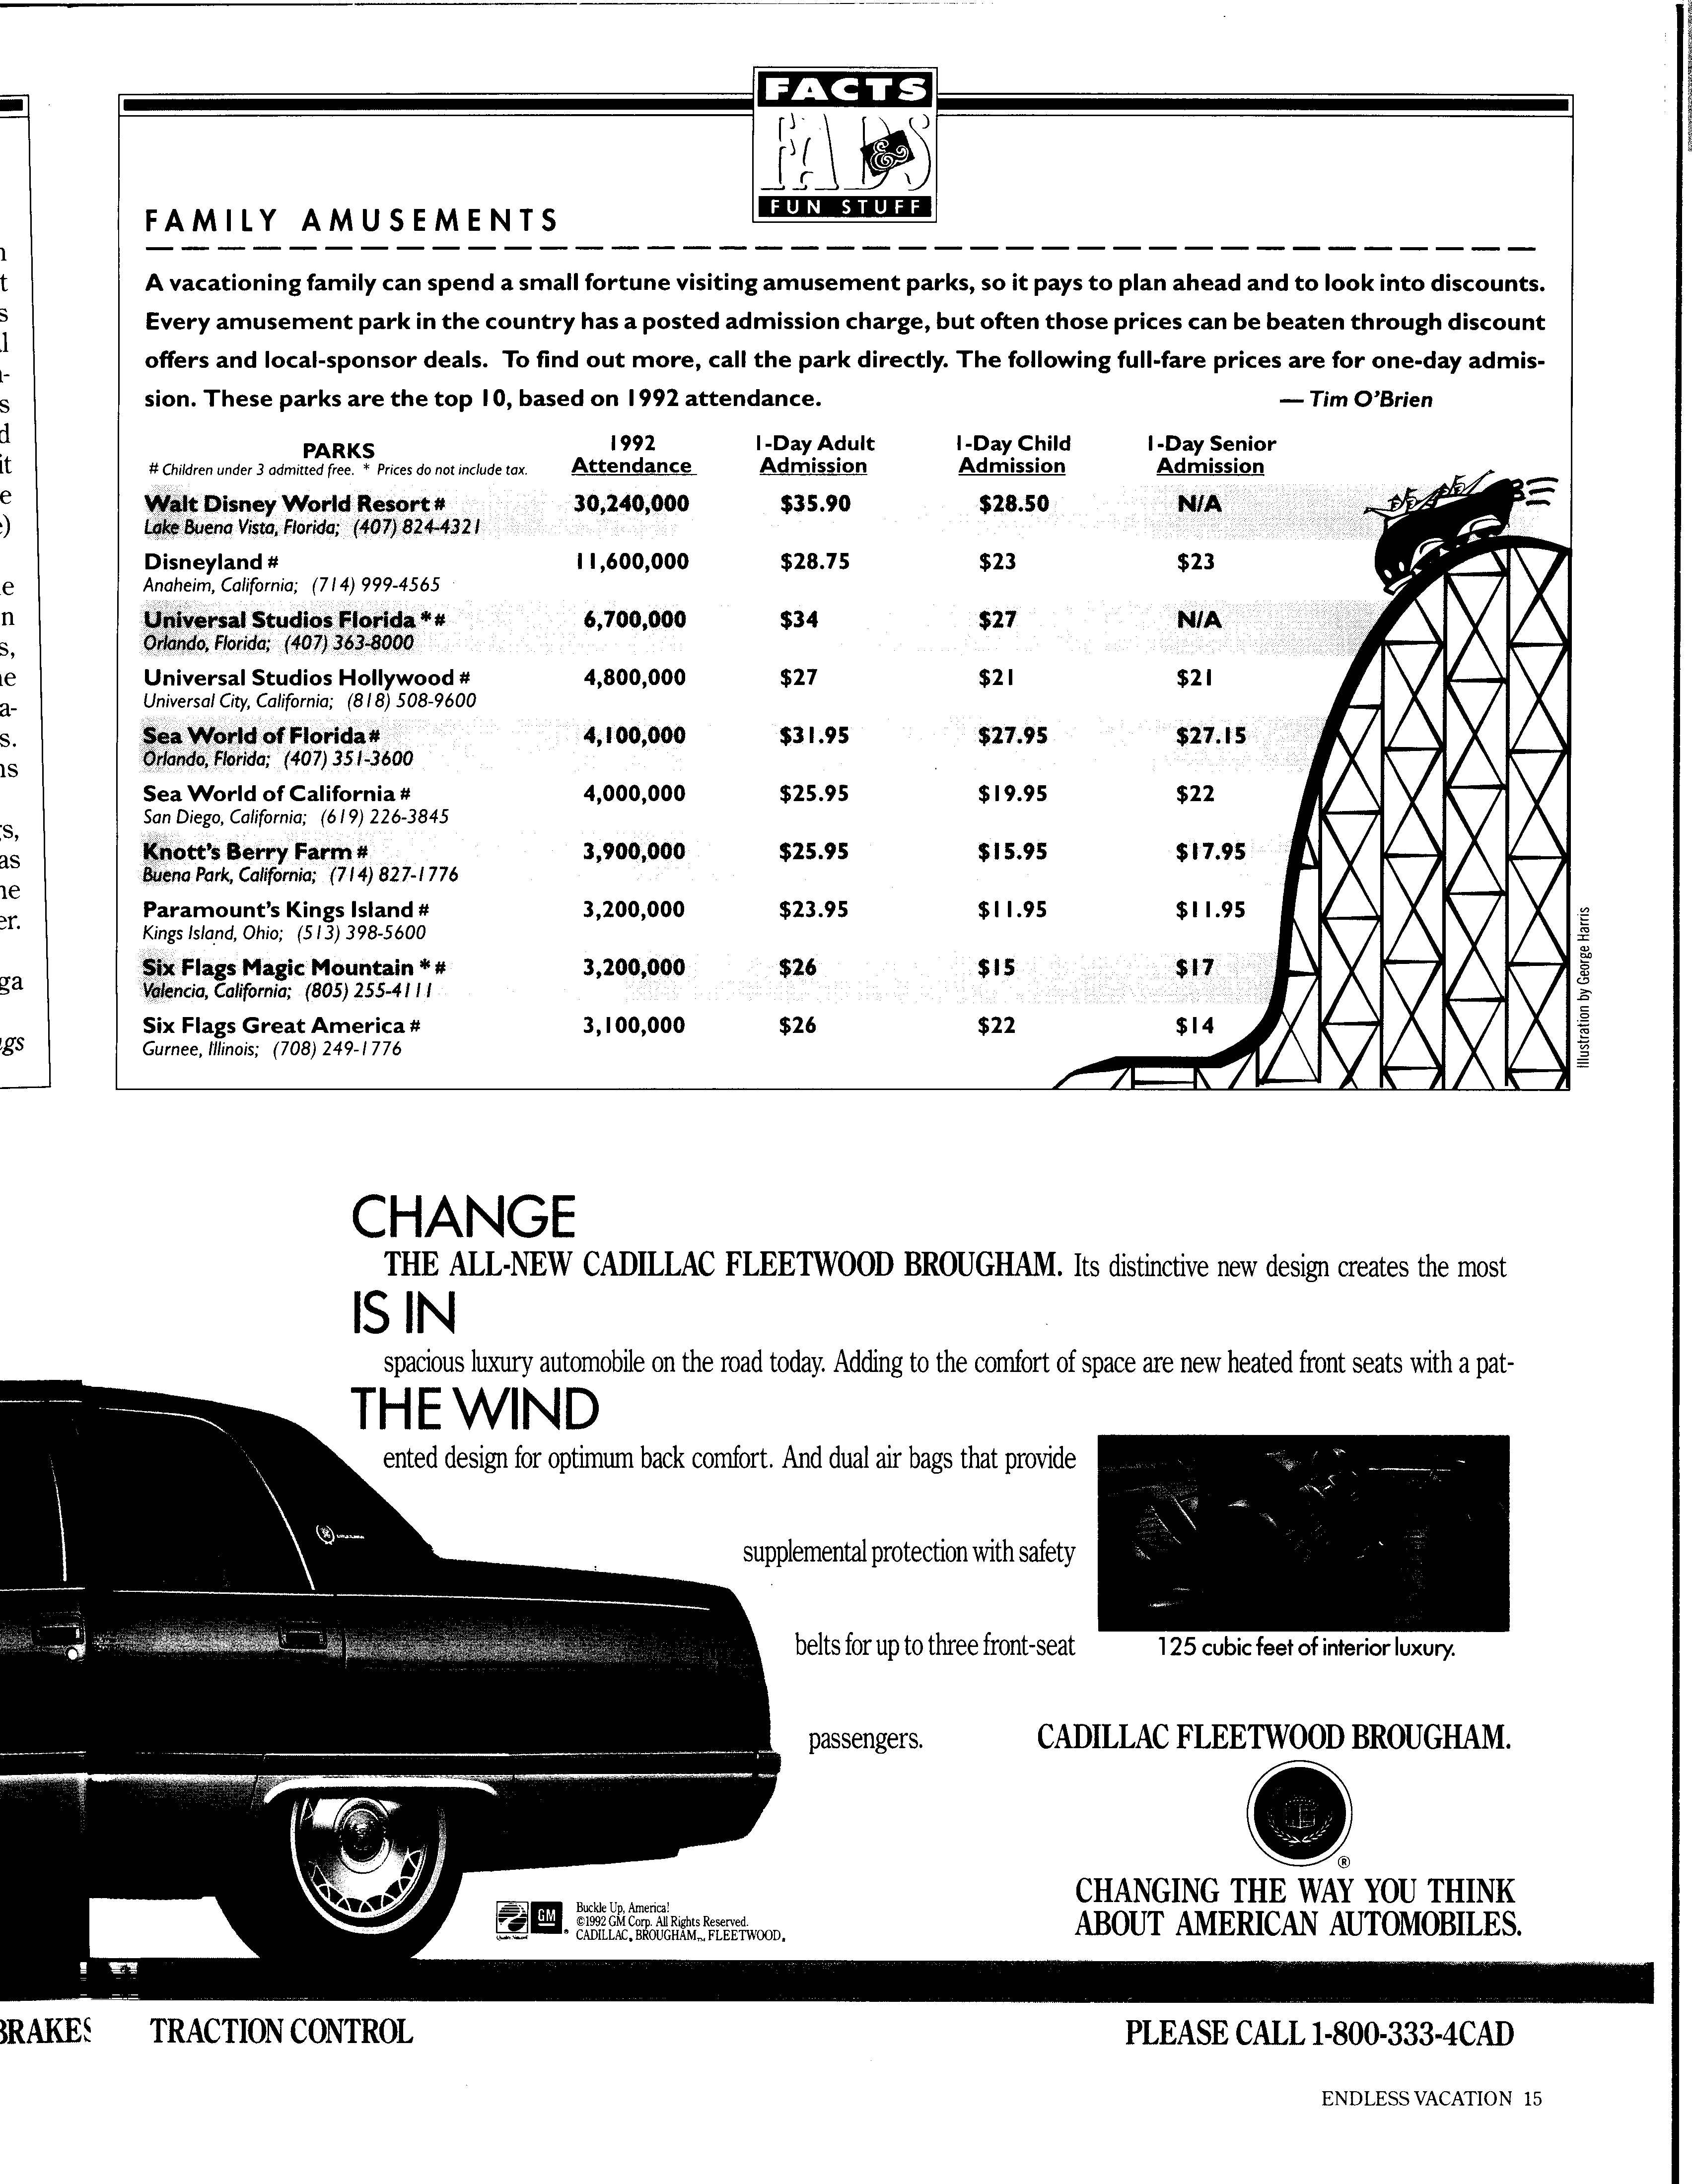 FACTS
FADS
&
FUN STUFF
FAMILY AMUSEMENTS
A vacationing family can spend a small fortune visiting amusement parks, so it pays to plan ahead and to look into discounts.
Every amusement park in the country has a posted admission charge, but often those prices can be beaten through discount
offers and local-sponsor deals. To find out more, call the park directly. The following full-fare prices are for one-day admis-
sion. These parks are the top 10, based on 1992 attendance. — Tim O'Brien
PARKS 1992 Attendance 1-Day Adult Admission 1-Day Child Admission 1-Day Senior Admission
# Children under 3 admitted free. * Prices do not include tax.
Walt Disney World Resort # 30,240,000 $35.90 $28.50 N/A
Lake Buena Vista, Florida; (407) 824-4321
Disneyland # 11,600,000 $28.75 $23 $23
Anaheim, California; (714) 999-4565
Universal Studios Florida *# 6,700,000 $34 $27 N/A
Orlando, Florida; (407) 363-8000
Universal Studios Hollywood # 4,800,000 $27 $21 $21
Universal City, California; (818) 508-9600
Sea World of Florida # 4,100,000 $31.95 $27.95 $27.15
Orlando, Florida; (407) 351-3600
Sea World of California # 4,000,000 $25.95 $19.95 $22
San Diego, California; (619) 226-3845
Knott's Berry Farm # 3,900,000 $25.95 $15.95 $17.95
Buena Park, California; (714) 827-1776
Paramount's Kings Island # 3,200,000 $23.95 $11.95 $11.95
Kings Island, Ohio; (513) 398-5600
Six Flags Magic Mountain *# 3,200,000 $26 $15 $17
Valencia, California; (805) 255-4111
Six Flags Great America # 3,100,000 $26 $22 $14
Gurnee, Illinois; (708) 249-1776
Illustration by George Harris
CHANGE
THE ALL-NEW CADILLAC FLEETWOOD BROUGHAM. Its distinctive new design creates the most
IS IN
spacious luxury automobile on the road today. Adding to the comfort of space are new heated front seats with a pat-
THE WIND
ented design for optimum back comfort. And dual air bags that provide
supplemental protection with safety
belts for up to three front-seat
125 cubic feet of interior luxury.
passengers.
CADILLAC FLEETWOOD BROUGHAM.
®
CHANGING THE WAY YOU THINK
ABOUT AMERICAN AUTOMOBILES.
GM
Buckle Up, America!
©1992 GM Corp. All Rights Reserved.
CADILLAC, BROUGHAM, FLEETWOOD,
BRAKES TRACTION CONTROL PLEASE CALL 1-800-333-4CAD
ENDLESS VACATION 15